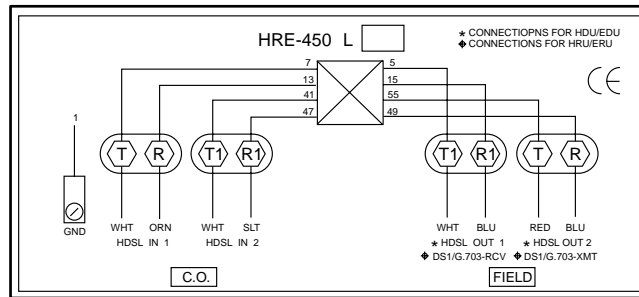 HRE-450 L
* CONNECTIOPNS FOR HDU/EDU
⌖ CONNECTIONS FOR HRU/ERU
7 5
13 15
41 55
47 49
CE
1
T R T1 R1 T1 R1 T R
GND
WHT ORN WHT SLT WHT BLU RED BLU
HDSL IN 1 HDSL IN 2 * HDSL OUT 1 * HDSL OUT 2
⌖ DS1/G.703-RCV ⌖ DS1/G.703-XMT
C.O. FIELD